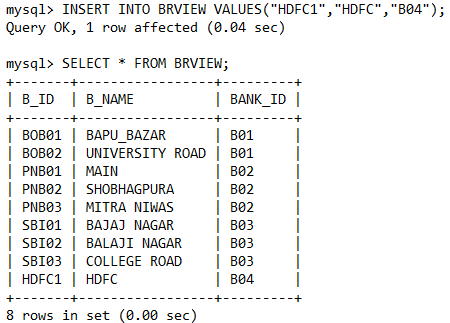 mysql> INSERT INTO BRVIEW VALUES("HDFC1","HDFC","B04");
Query OK, 1 row affected (0.04 sec)
mysql> SELECT * FROM BRVIEW;
+-------+-----------------+---------+
| B_ID  | B_NAME          | BANK_ID |
+-------+-----------------+---------+
| BOB01 | BAPU_BAZAR      | B01     |
| BOB02 | UNIVERSITY ROAD | B01     |
| PNB01 | MAIN            | B02     |
| PNB02 | SHOBHAGPURA     | B02     |
| PNB03 | MITRA NIWAS     | B02     |
| SBI01 | BAJAJ NAGAR     | B03     |
| SBI02 | BALAJI NAGAR    | B03     |
| SBI03 | COLLEGE ROAD    | B03     |
| HDFC1 | HDFC            | B04     |
+-------+-----------------+---------+
8 rows in set (0.00 sec)